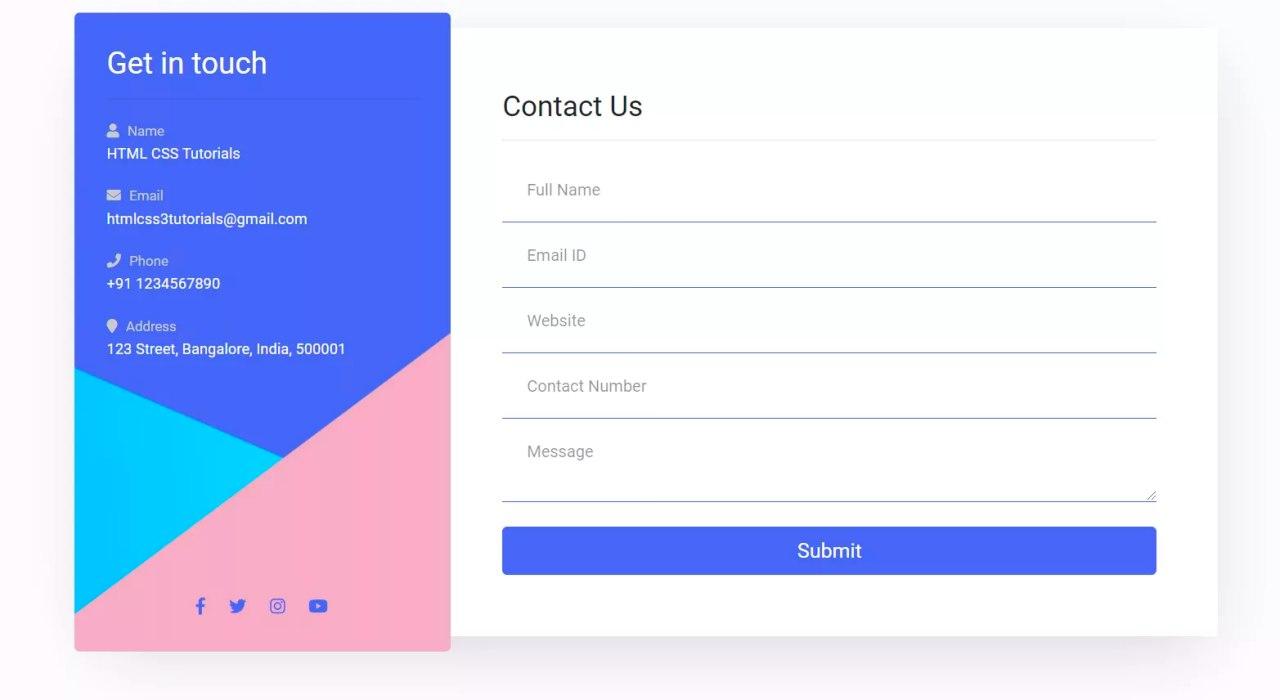 Get in touch
Name
HTML CSS Tutorials
Email
htmlcss3tutorials@gmail.com
Phone
+91 1234567890
Address
123 Street, Bangalore, India, 500001
Contact Us
Full Name
Email ID
Website
Contact Number
Message
Submit